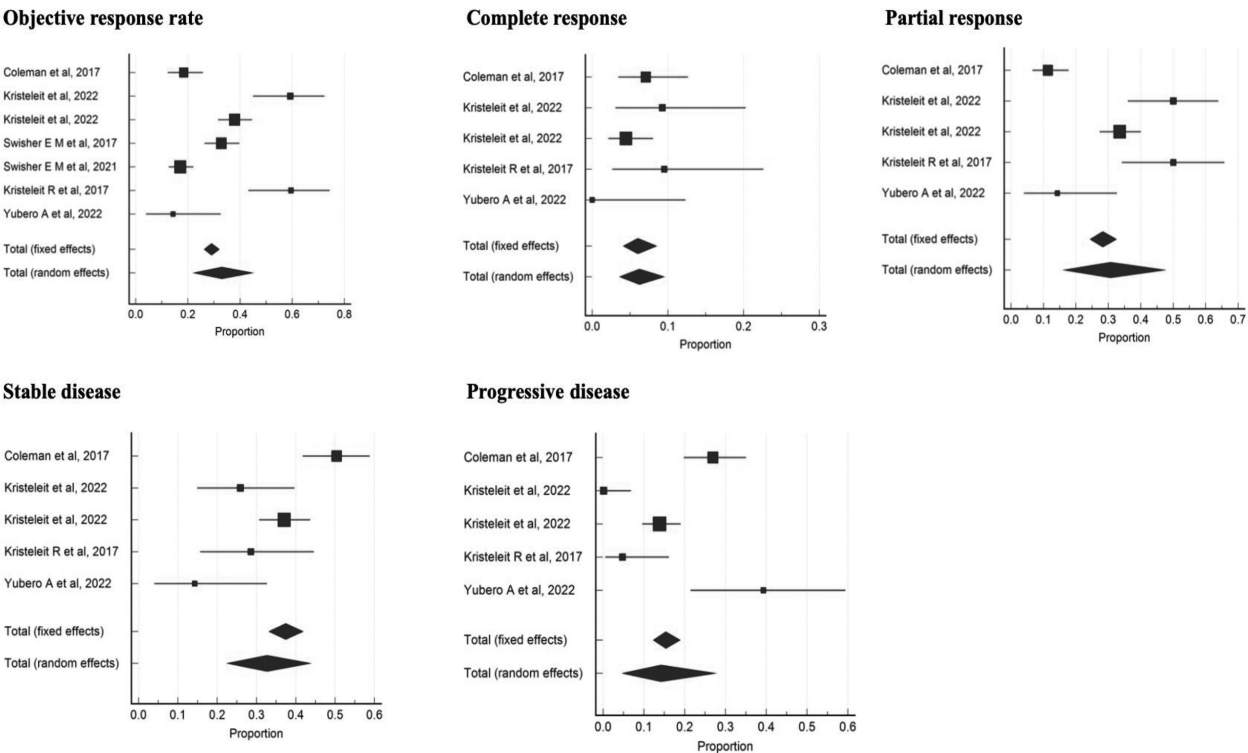 Objective response rate
Coleman et al, 2017
Kristeleit et al, 2022
Kristeleit et al, 2022
Swisher E M et al, 2017
Swisher E M et al, 2021
Kristeleit R et al, 2017
Yubero A et al, 2022
Total (fixed effects)
Total (random effects)
0.0 0.2 0.4 0.6 0.8
Proportion
Complete response
Coleman et al, 2017
Kristeleit et al, 2022
Kristeleit et al, 2022
Kristeleit R et al, 2017
Yubero A et al, 2022
Total (fixed effects)
Total (random effects)
0.0 0.1 0.2 0.3
Proportion
Partial response
Coleman et al, 2017
Kristeleit et al, 2022
Kristeleit et al, 2022
Kristeleit R et al, 2017
Yubero A et al, 2022
Total (fixed effects)
Total (random effects)
0.0 0.1 0.2 0.3 0.4 0.5 0.6 0.7
Proportion
Stable disease
Coleman et al, 2017
Kristeleit et al, 2022
Kristeleit et al, 2022
Kristeleit R et al, 2017
Yubero A et al, 2022
Total (fixed effects)
Total (random effects)
0.0 0.1 0.2 0.3 0.4 0.5 0.6
Proportion
Progressive disease
Coleman et al, 2017
Kristeleit et al, 2022
Kristeleit et al, 2022
Kristeleit R et al, 2017
Yubero A et al, 2022
Total (fixed effects)
Total (random effects)
0.0 0.1 0.2 0.3 0.4 0.5 0.6
Proportion